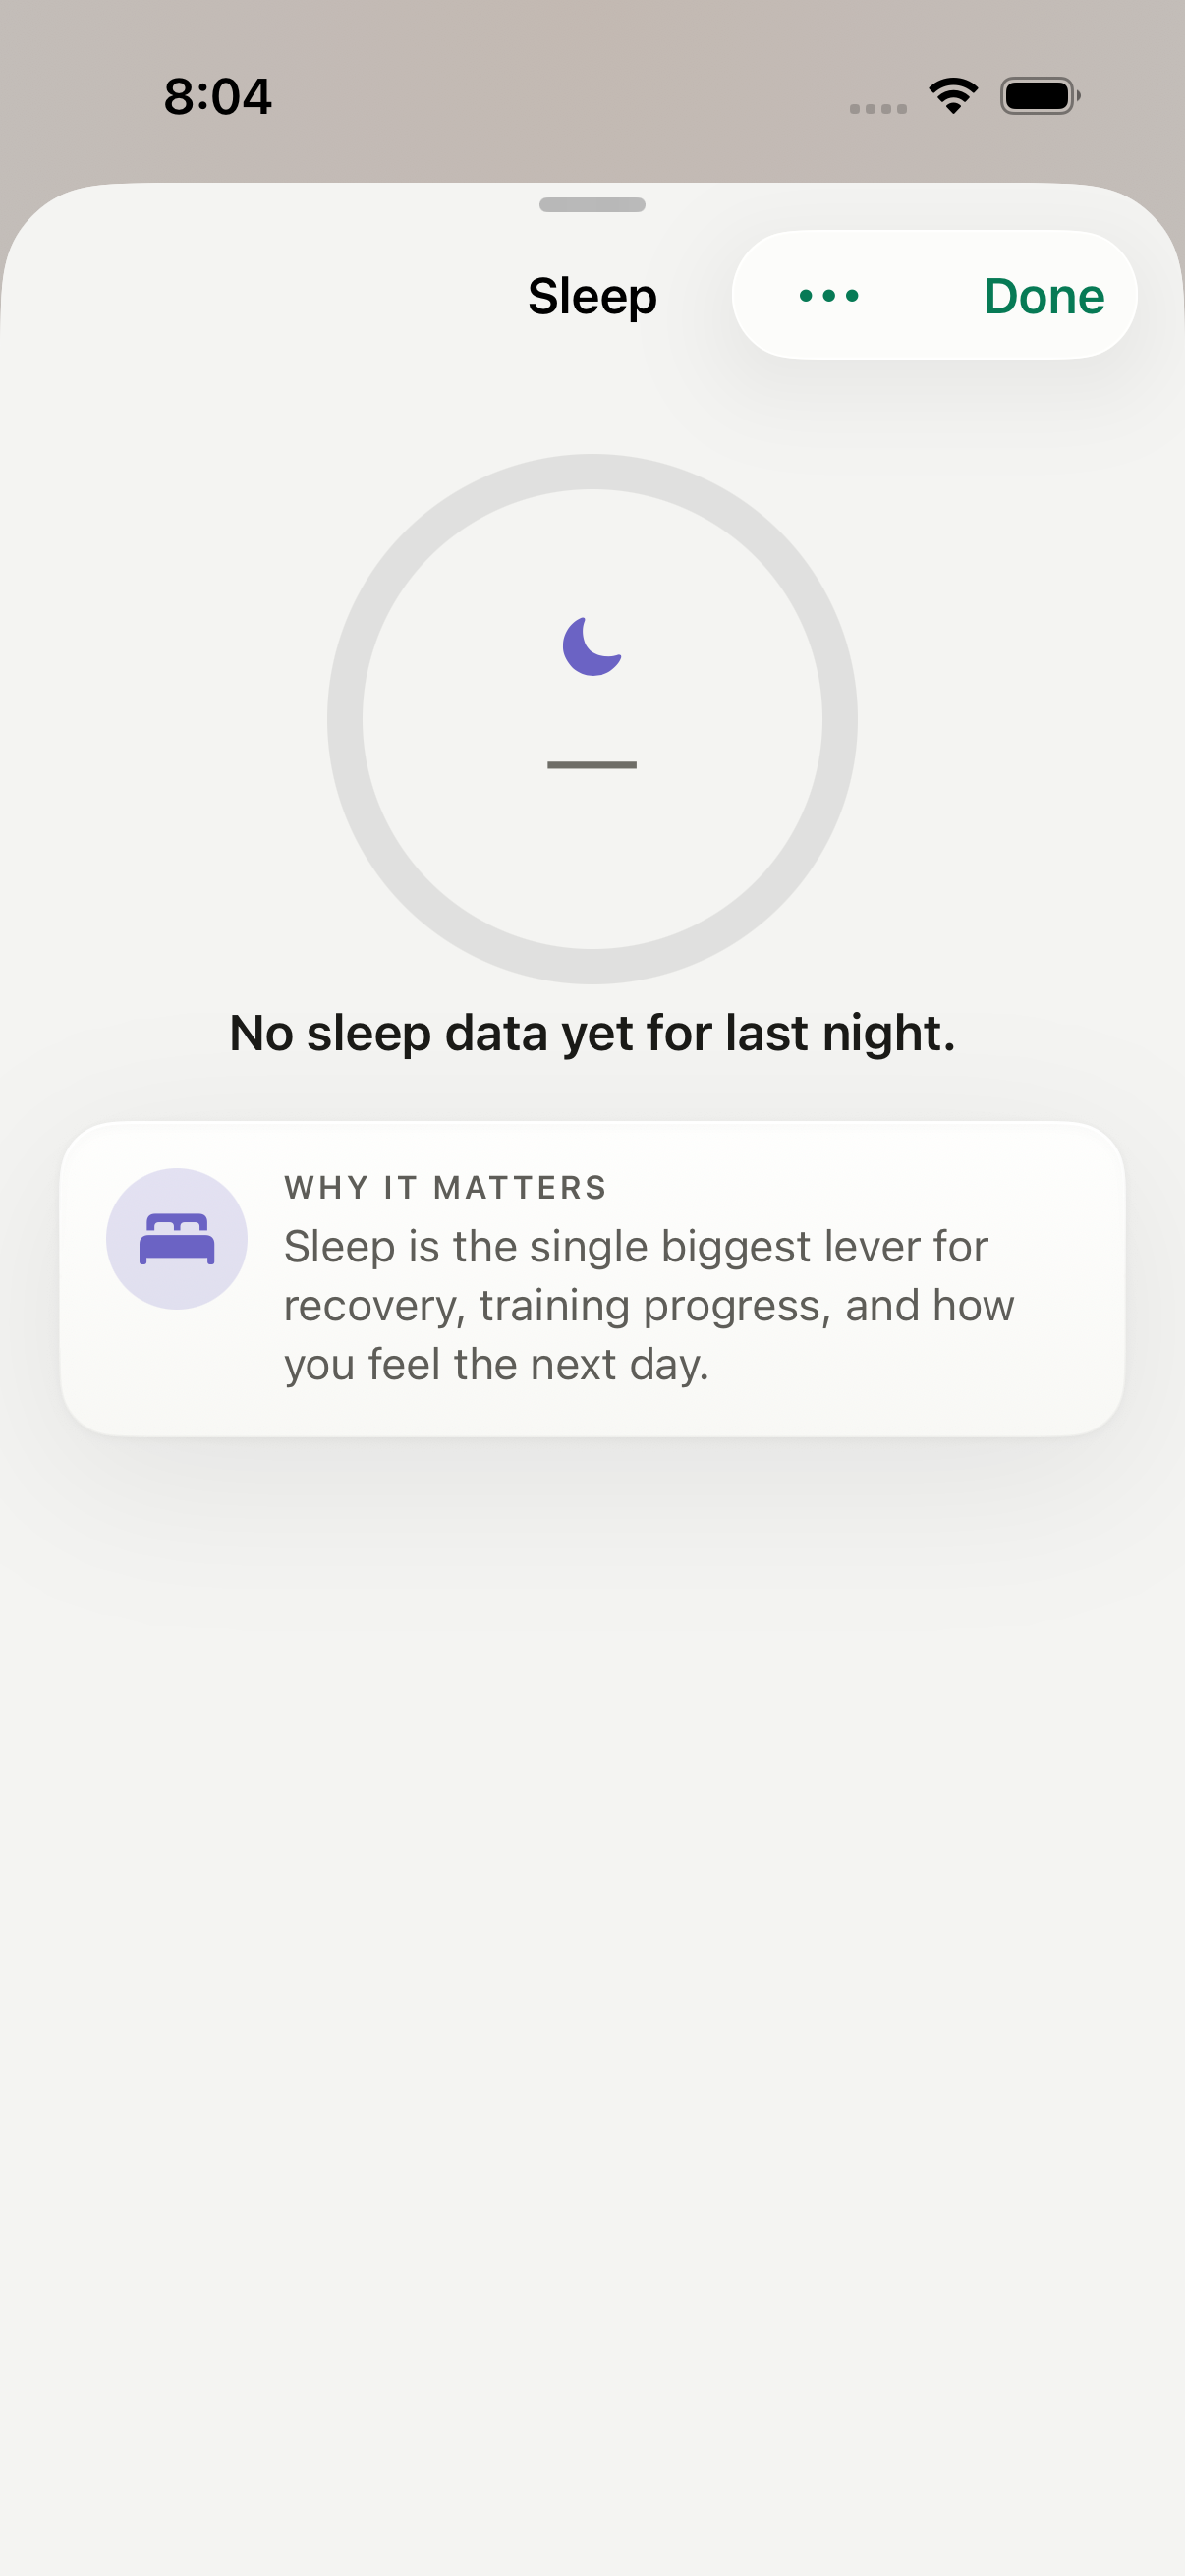 8:04
Sleep
Done
—
No sleep data yet for last night.
WHY IT MATTERS
Sleep is the single biggest lever for
recovery, training progress, and how
you feel the next day.